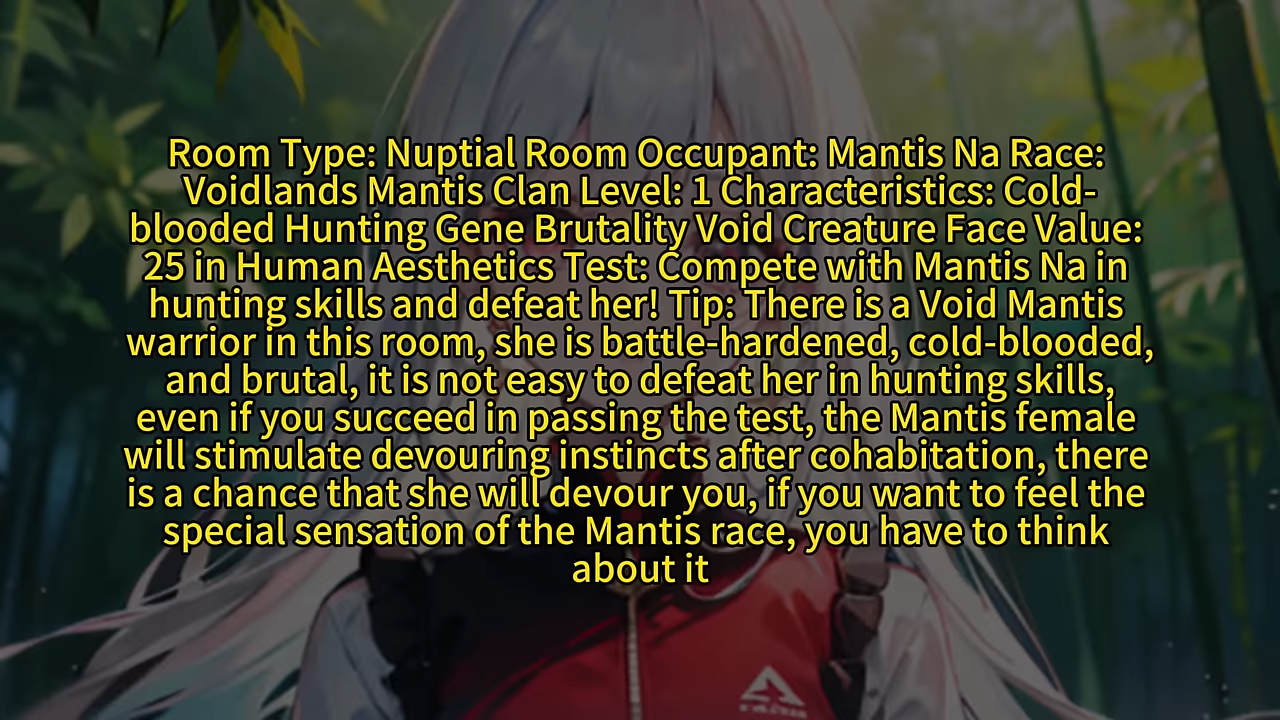 Room Type: Nuptial Room Occupant: Mantis Na Race:
Voidlands Mantis Clan Level: 1 Characteristics: Cold-
blooded Hunting Gene Brutality Void Creature Face Value:
25 in Human Aesthetics Test: Compete with Mantis Na in
hunting skills and defeat her! Tip: There is a Void Mantis
warrior in this room, she is battle-hardened, cold-blooded,
and brutal, it is not easy to defeat her in hunting skills,
even if you succeed in passing the test, the Mantis female
will stimulate devouring instincts after cohabitation, there
is a chance that she will devour you, if you want to feel the
special sensation of the Mantis race, you have to think
about it